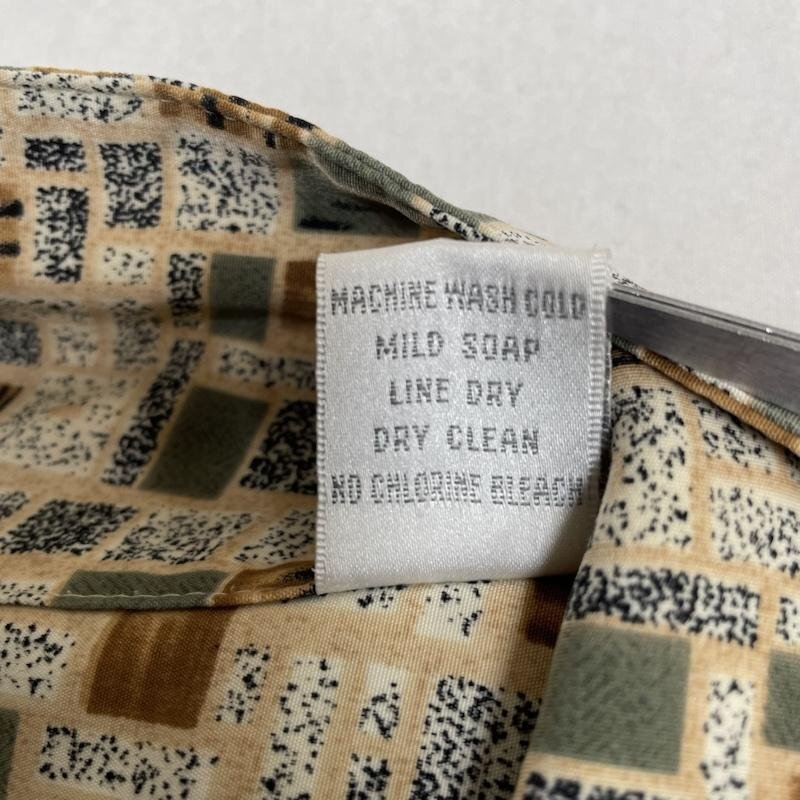 MACHINE WASH COLD
MILD SOAP
LINE DRY
DRY CLEAN
NO CHLORINE BLEACH